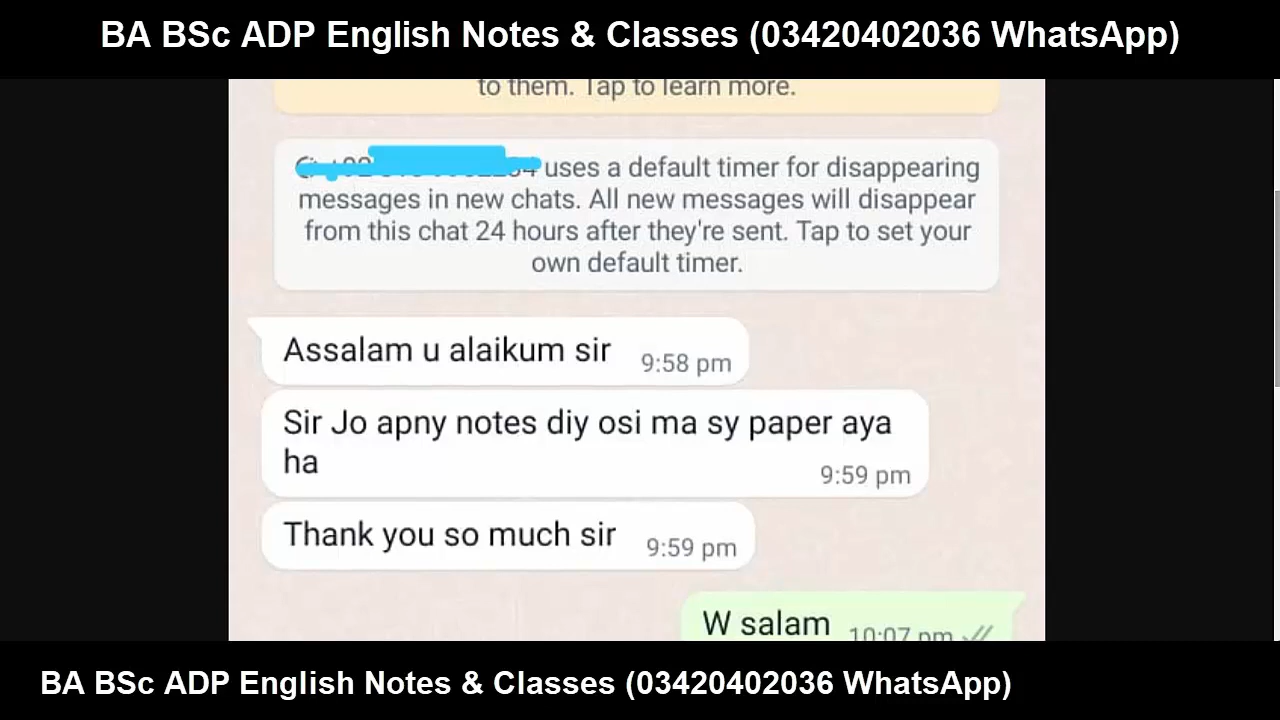 BA BSc ADP English Notes & Classes (03420402036 WhatsApp)
to them. Tap to learn more.
uses a default timer for disappearing
messages in new chats. All new messages will disappear
from this chat 24 hours after they're sent. Tap to set your
own default timer.
Assalam u alaikum sir 9:58 pm
Sir Jo apny notes diy osi ma sy paper aya
ha 9:59 pm
Thank you so much sir 9:59 pm
W salam 10:07 pm
BA BSc ADP English Notes & Classes (03420402036 WhatsApp)